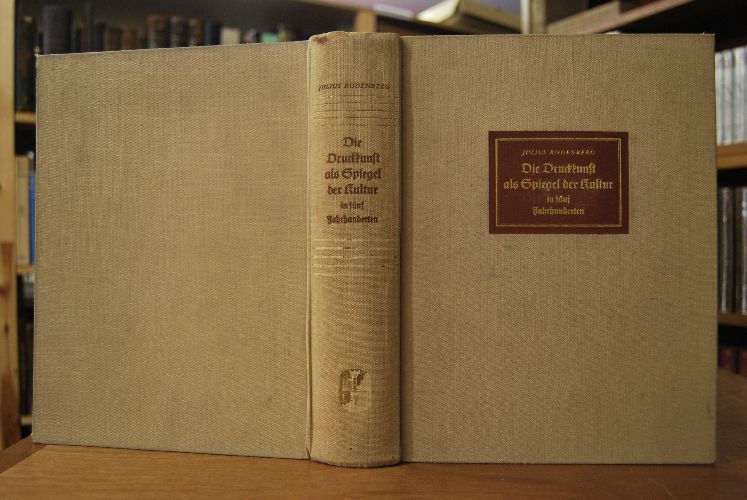 JULIUS RODENBERG
Die
Druckkunst
als Spiegel
der Kultur
in fünf
Jahrhunderten
JULIUS RODENBERG
Die Druckkunst
als Spiegel der Kultur
in fünf
Jahrhunderten